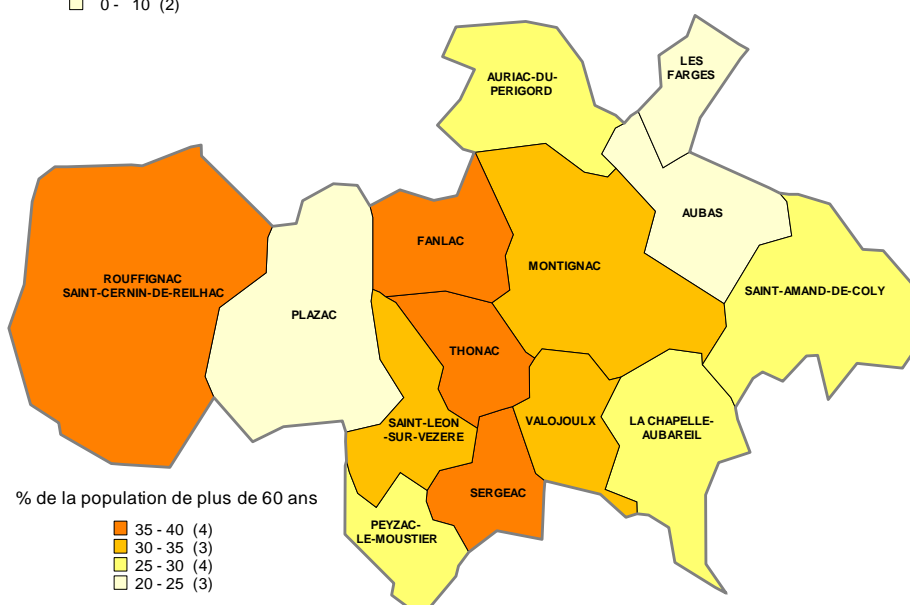 0 - 10 (2)
LES
FARGES
AURIAC-DU-
PERIGORD
AUBAS
FANLAC
MONTIGNAC
ROUFFIGNAC
SAINT-CERNIN-DE-REILHAC
SAINT-AMAND-DE-COLY
PLAZAC
THONAC
SAINT-LEON
-SUR-VEZERE
VALOJOULX
LA CHAPELLE-
AUBAREIL
SERGEAC
% de la population de plus de 60 ans
PEYZAC-
LE-MOUSTIER
35 - 40 (4)
30 - 35 (3)
25 - 30 (4)
20 - 25 (3)